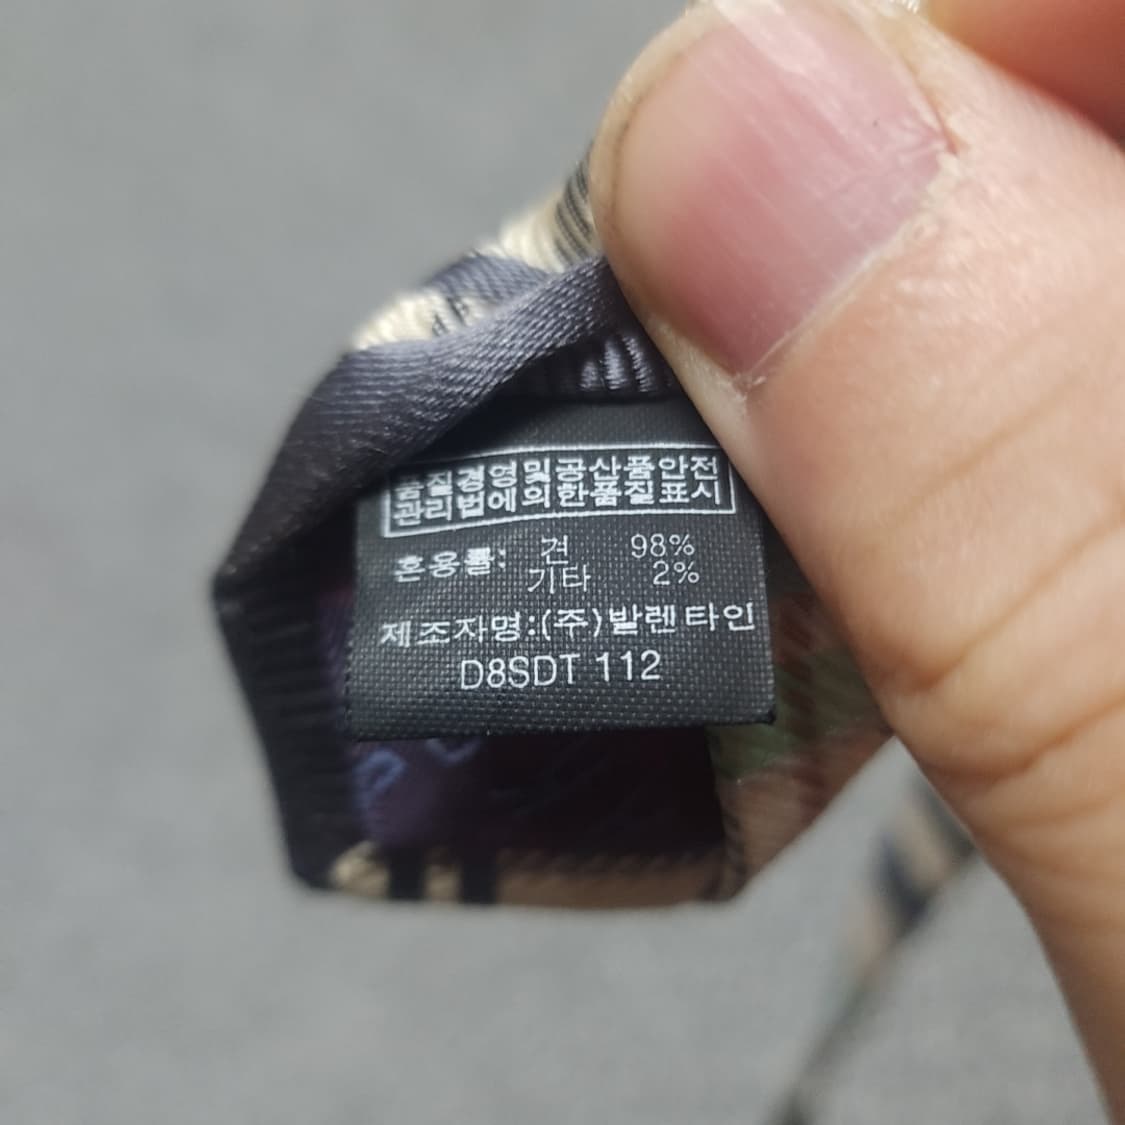 품질경영및공산품안전
관리법에의한품질표시
혼용률: 견 98%
기타 2%
제조자명:(주)발렌타인
D8SDT 112